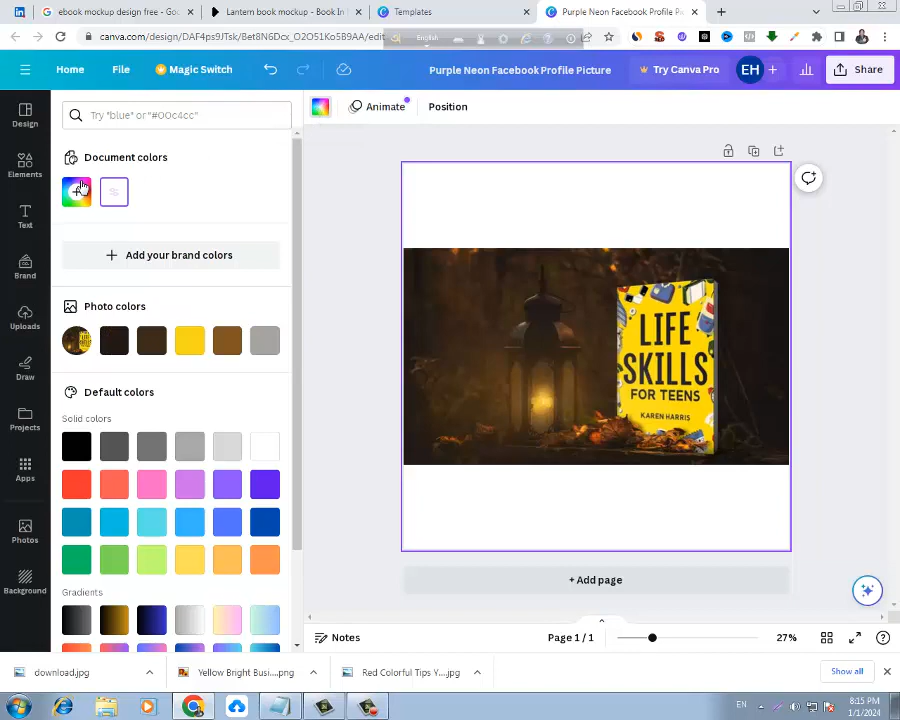 ebook mockup design free - Goo
Lantern book mockup - Book In
Templates
Purple Neon Facebook Profile Pi
canva.com/design/DAF4ps9JTsk/Bet8N6Dcx_O2O51Ko5B9AA/edit
English
Home
File
Magic Switch
Purple Neon Facebook Profile Picture
Try Canva Pro
EH
Share
Design
Elements
Text
Brand
Uploads
Draw
Projects
Apps
Photos
Background
Try "blue" or "#00c4cc"
Document colors
Add your brand colors
Photo colors
Default colors
Solid colors
Gradients
Animate
Position
LIFE
SKILLS
FOR TEENS
KAREN HARRIS
+ Add page
Notes
Page 1 / 1
27%
download.jpg
Yellow Bright Busi....png
Red Colorful Tips Y....jpg
Show all
EN
8:15 PM
1/1/2024